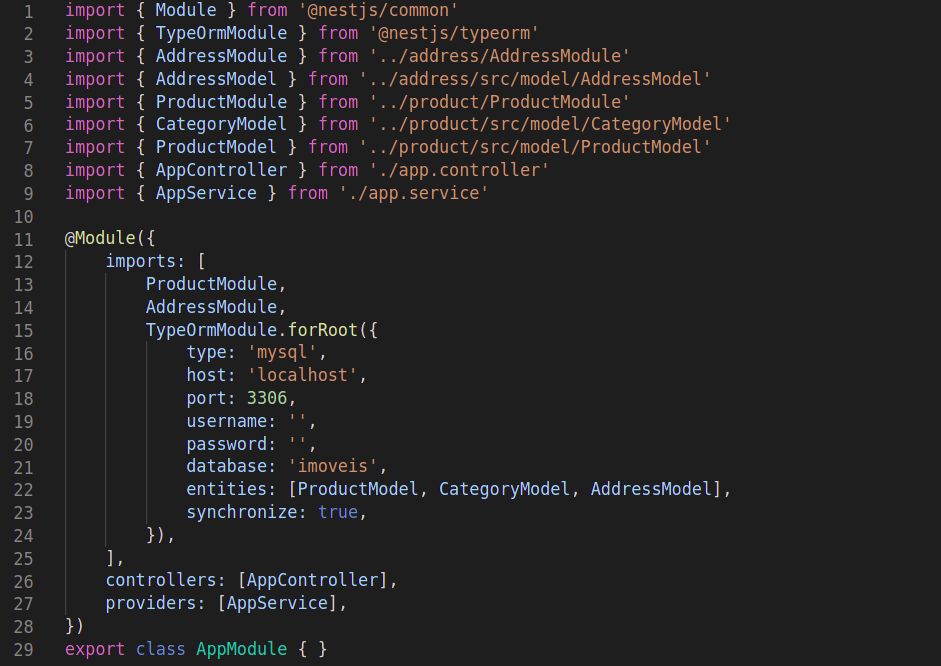 1 import { Module } from '@nestjs/common'
2 import { TypeOrmModule } from '@nestjs/typeorm'
3 import { AddressModule } from '../address/AddressModule'
4 import { AddressModel } from '../address/src/model/AddressModel'
5 import { ProductModule } from '../product/ProductModule'
6 import { CategoryModel } from '../product/src/model/CategoryModel'
7 import { ProductModel } from '../product/src/model/ProductModel'
8 import { AppController } from './app.controller'
9 import { AppService } from './app.service'
10
11 @Module({
12     imports: [
13         ProductModule,
14         AddressModule,
15         TypeOrmModule.forRoot({
16             type: 'mysql',
17             host: 'localhost',
18             port: 3306,
19             username: '',
20             password: '',
21             database: 'imoveis',
22             entities: [ProductModel, CategoryModel, AddressModel],
23             synchronize: true,
24         }),
25     ],
26     controllers: [AppController],
27     providers: [AppService],
28 })
29 export class AppModule { }